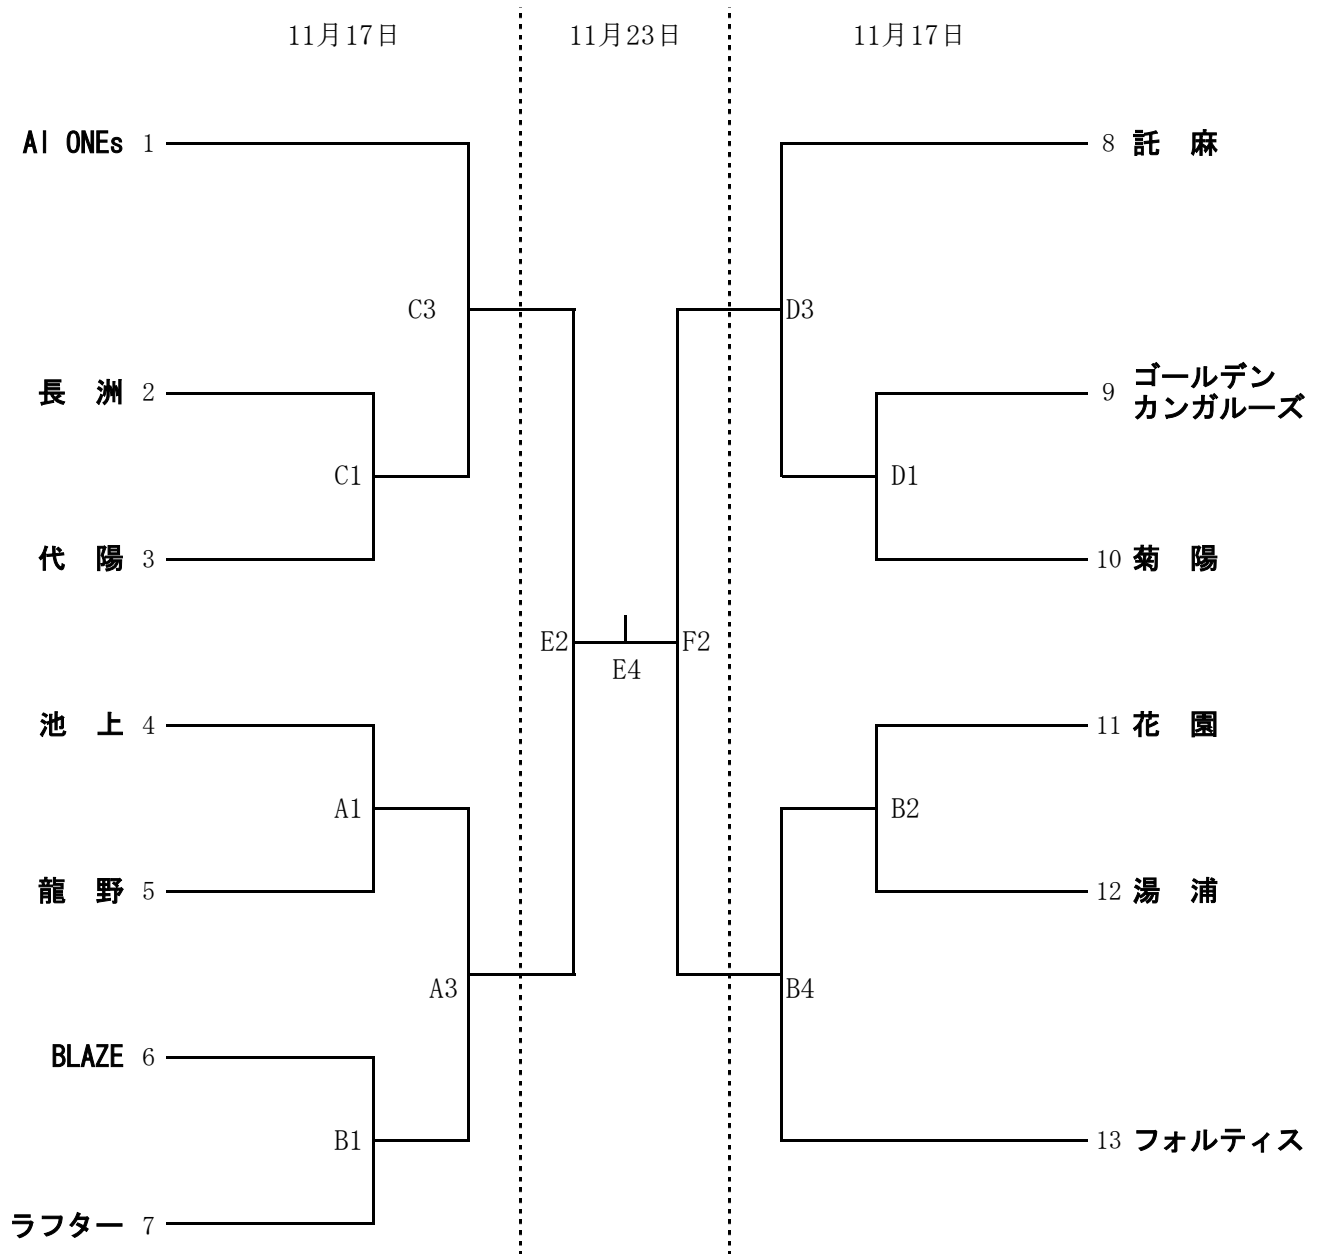 11月17日 11月23日 11月17日
AI ONEs 1
8 託 麻
C3
D3
長 洲 2
9 ゴールデン
カンガルーズ
C1
D1
代 陽 3
10 菊 陽
E2
F2
E4
池 上 4
11 花 園
A1
B2
龍 野 5
12 湯 浦
A3
B4
BLAZE 6
B1
13 フォルティス
ラフター 7